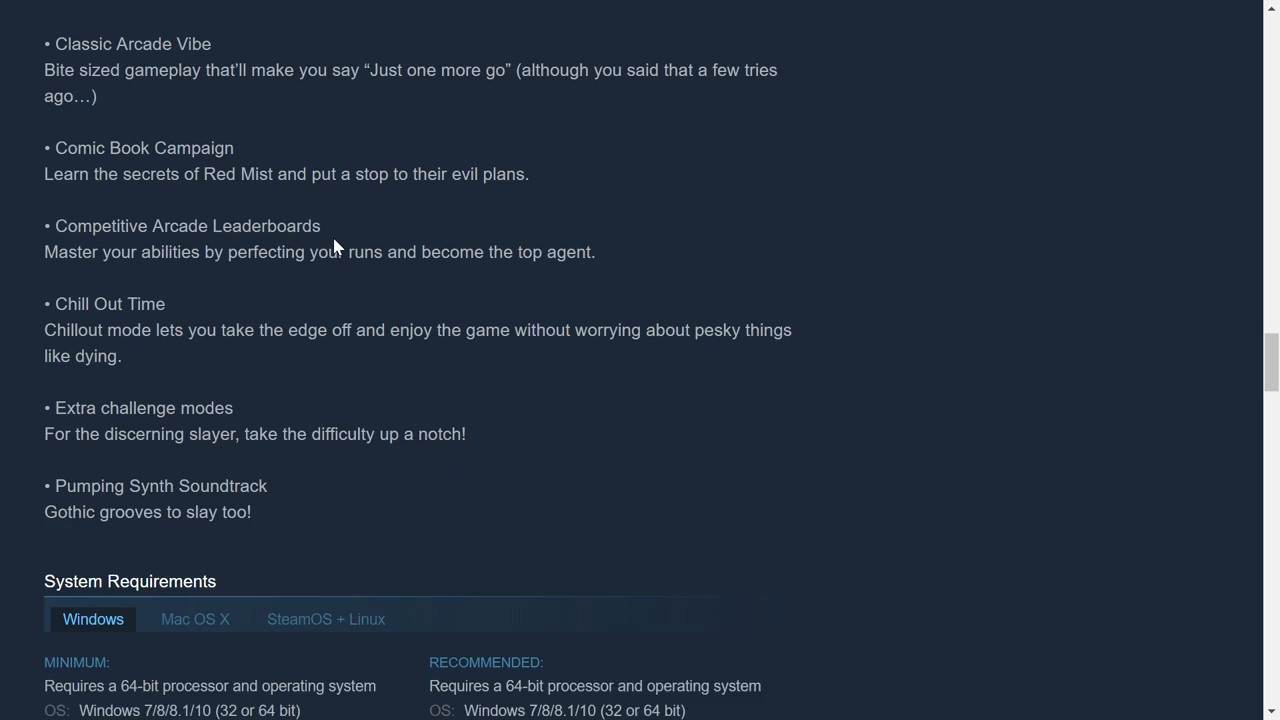 • Classic Arcade Vibe
Bite sized gameplay that’ll make you say “Just one more go” (although you said that a few tries
ago…)
• Comic Book Campaign
Learn the secrets of Red Mist and put a stop to their evil plans.
• Competitive Arcade Leaderboards
Master your abilities by perfecting your runs and become the top agent.
• Chill Out Time
Chillout mode lets you take the edge off and enjoy the game without worrying about pesky things
like dying.
• Extra challenge modes
For the discerning slayer, take the difficulty up a notch!
• Pumping Synth Soundtrack
Gothic grooves to slay too!
System Requirements
Windows Mac OS X SteamOS + Linux
MINIMUM:
Requires a 64-bit processor and operating system
OS: Windows 7/8/8.1/10 (32 or 64 bit)
RECOMMENDED:
Requires a 64-bit processor and operating system
OS: Windows 7/8/8.1/10 (32 or 64 bit)